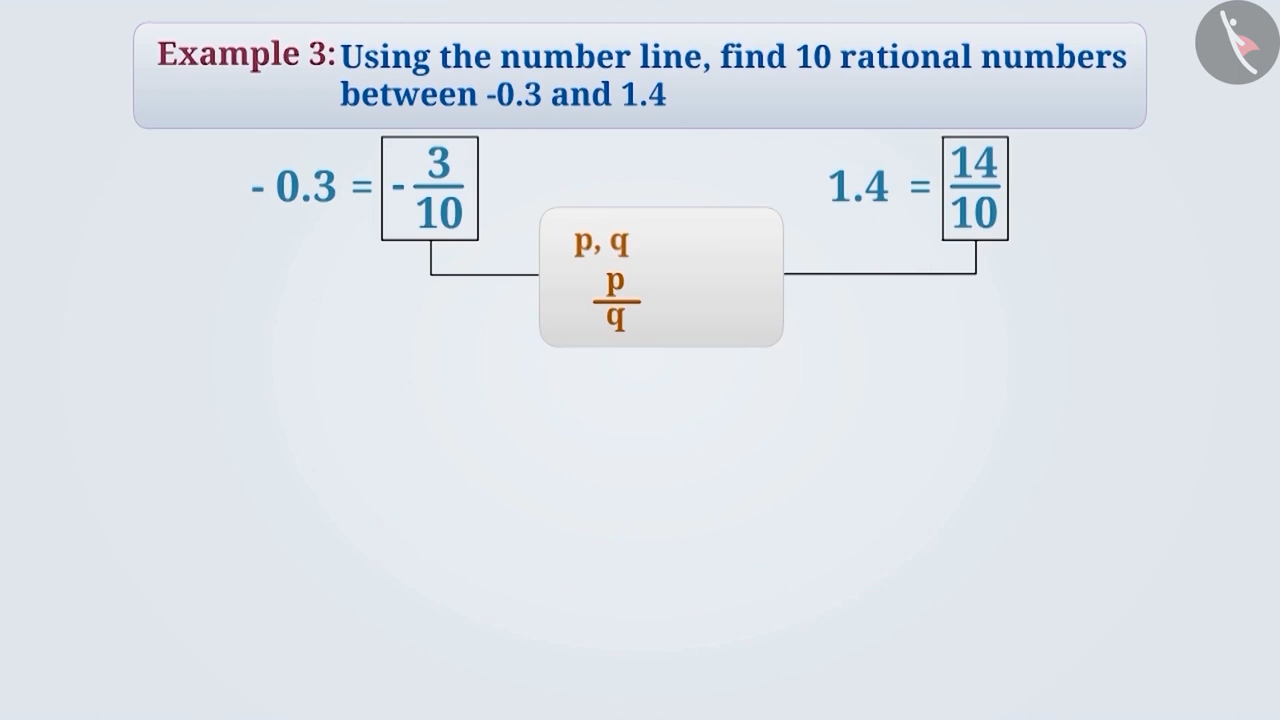 Example 3: Using the number line, find 10 rational numbers
between -0.3 and 1.4
- 0.3 = - 3/10
1.4 = 14/10
p, q
p/q